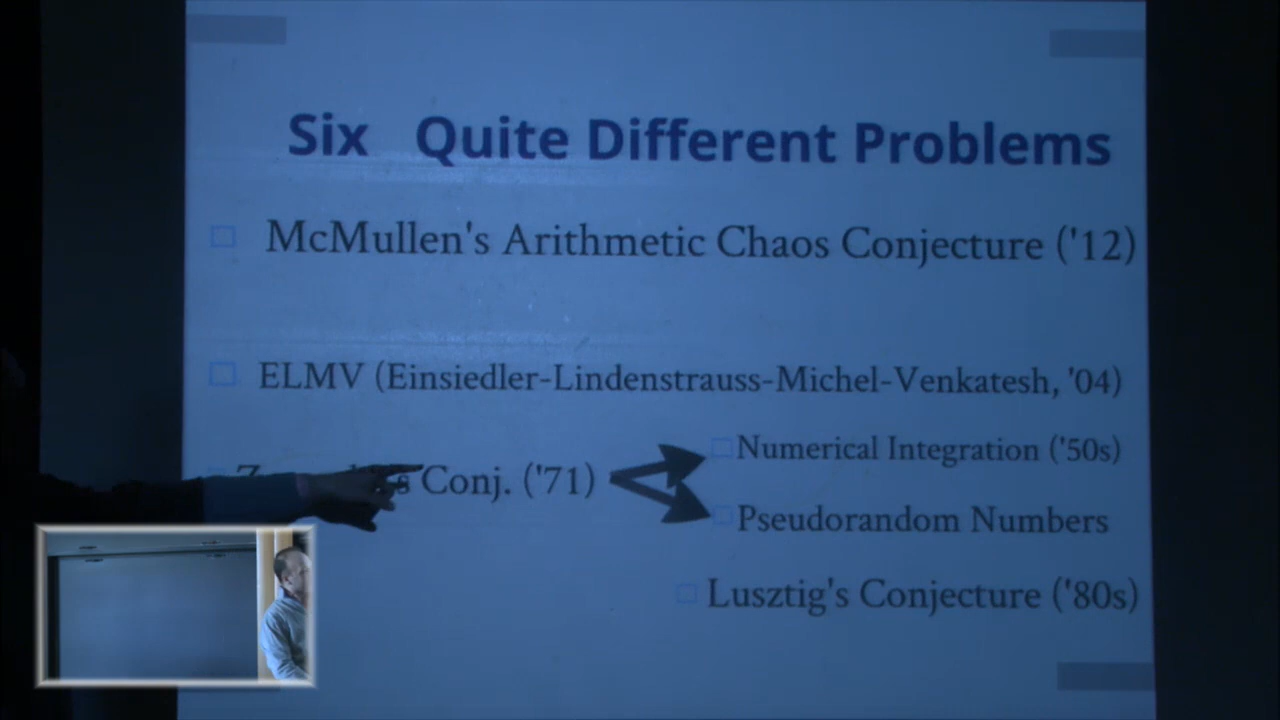 Six Quite Different Problems
McMullen's Arithmetic Chaos Conjecture ('12)
ELMV (Einsiedler-Lindenstrauss-Michel-Venkatesh, '04)
Conj. ('71)
Numerical Integration ('50s)
Pseudorandom Numbers
Lusztig's Conjecture ('80s)